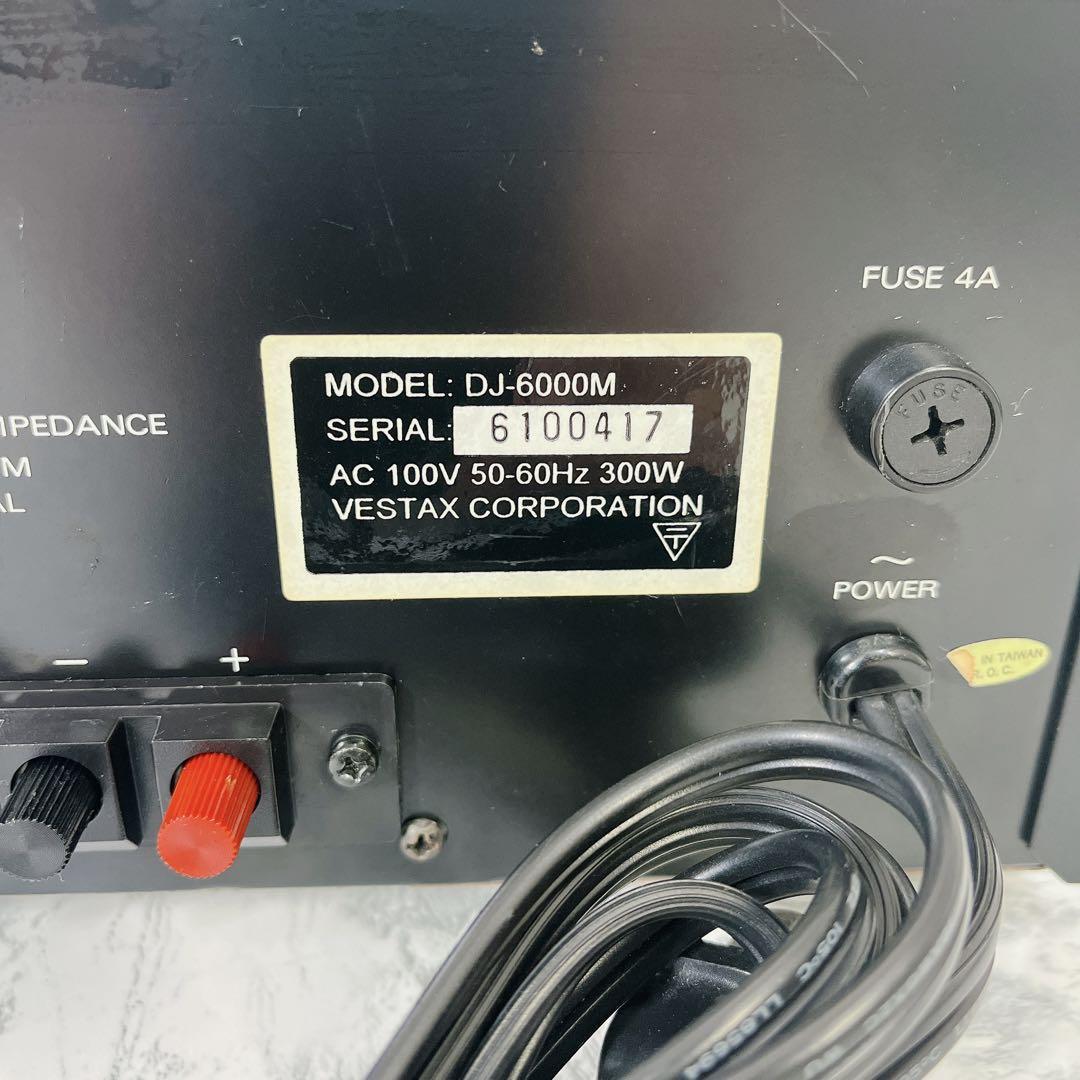 FUSE 4A
FUSE
MODEL: DJ-6000M
SERIAL: 6100417
AC 100V 50-60Hz 300W
VESTAX CORPORATION
〒
IPEDANCE
M
AL
~
POWER
IN TAIWAN
R. O. C.
− +
LL65694